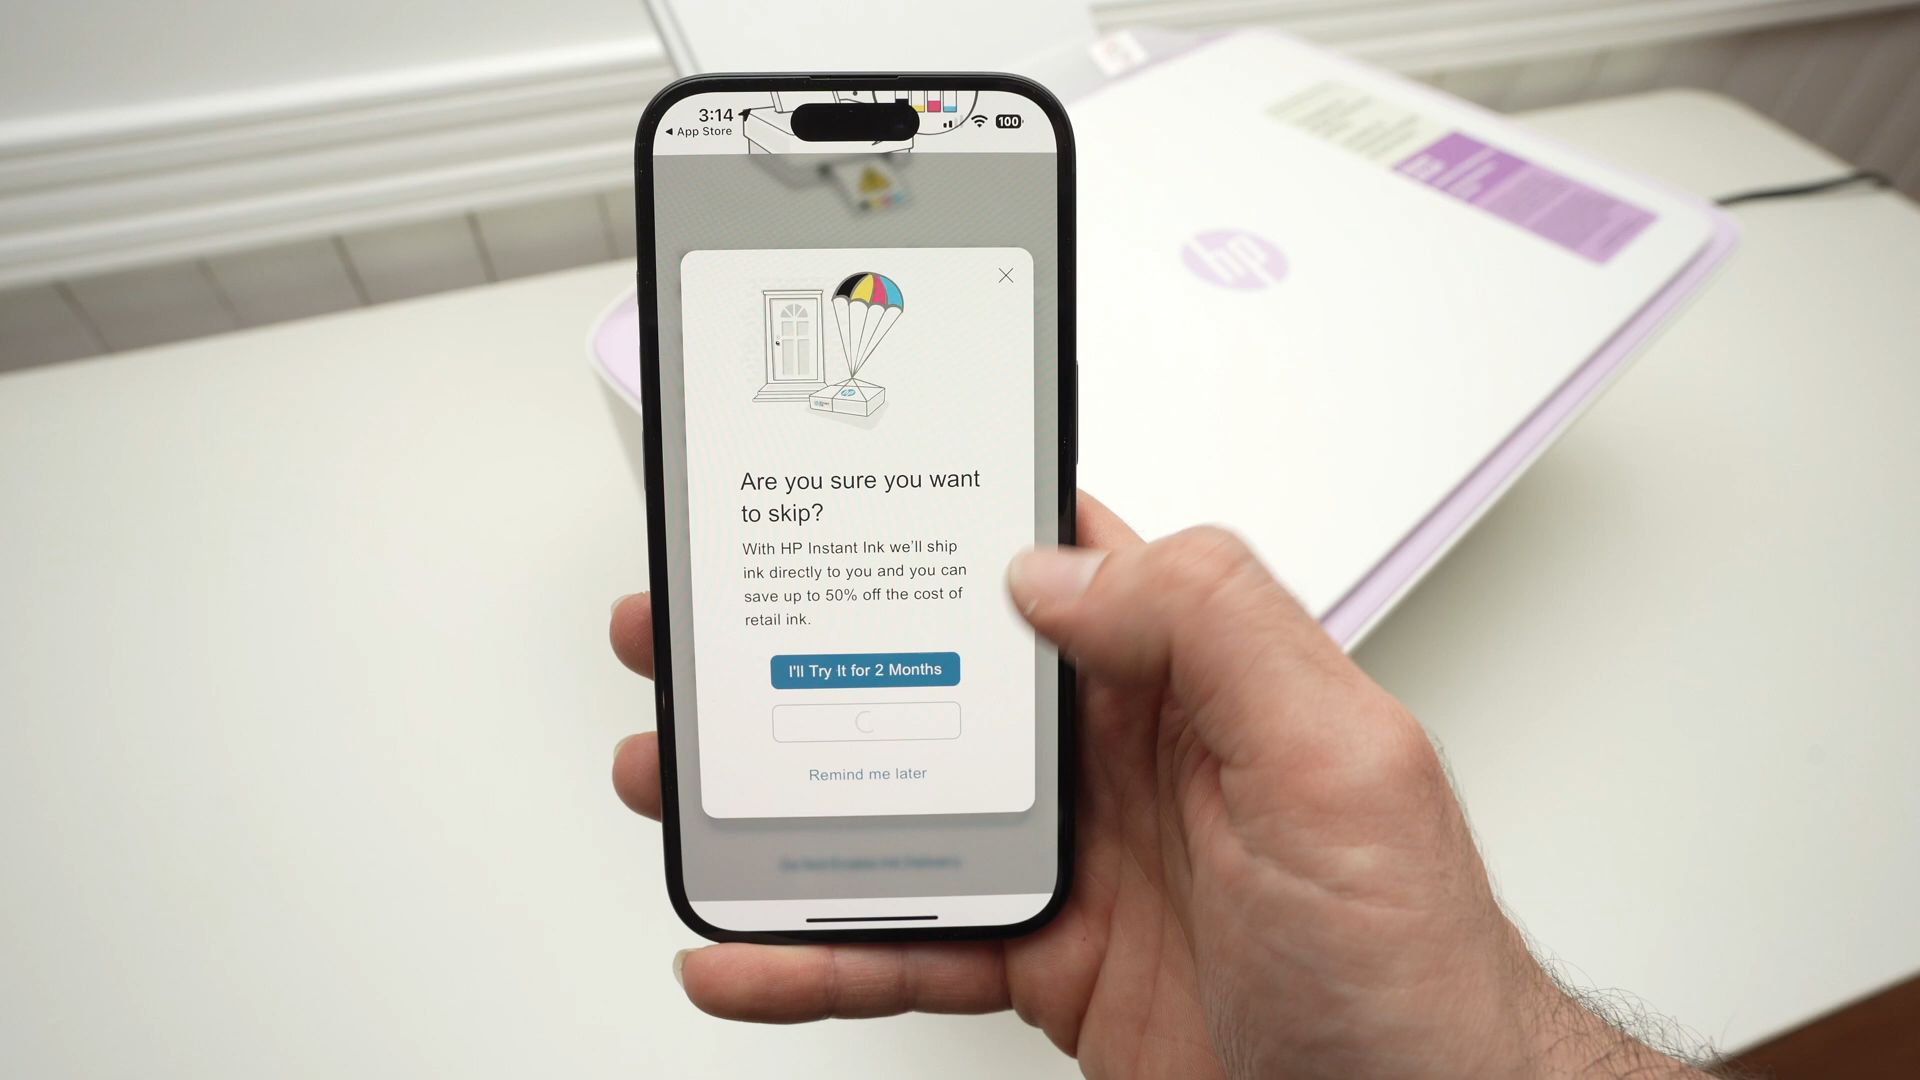 3:14
100
◀ App Store
hp
Are you sure you want
to skip?
With HP Instant Ink we'll ship
ink directly to you and you can
save up to 50% off the cost of
retail ink.
I'll Try It for 2 Months
Remind me later